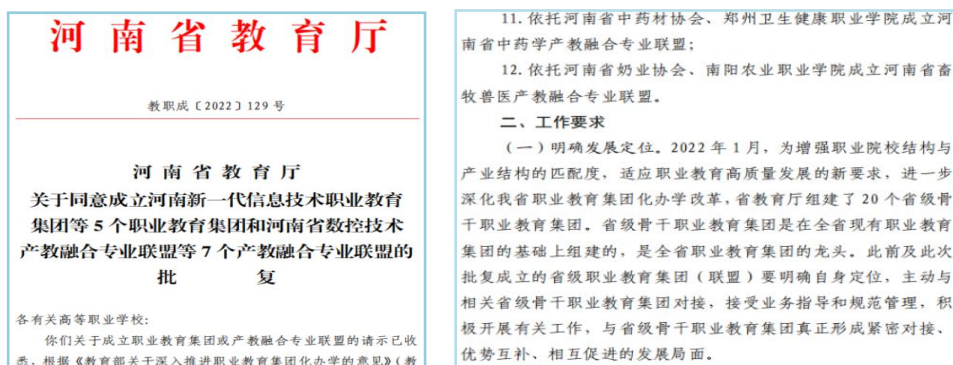 河南省教育厅
教职成〔2022〕129号
河南省教育厅
关于同意成立河南新一代信息技术职业教育
集团等5个职业教育集团和河南省数控技术
产教融合专业联盟等7个产教融合专业联盟的
批 复
各有关高等职业学校：
你们关于成立职业教育集团或产教融合专业联盟的请示已收
悉，根据《教育部关于深入推进职业教育集团化办学的意见》（教
11.依托河南省中药材协会、郑州卫生健康职业学院成立河
南省中药学产教融合专业联盟；
12.依托河南省奶业协会、南阳农业职业学院成立河南省畜
牧兽医产教融合专业联盟。
二、工作要求
（一）明确发展定位。2022年1月，为增强职业院校结构与
产业结构的匹配度，适应职业教育高质量发展的新要求，进一步
深化我省职业教育集团化办学改革，省教育厅组建了20个省级骨
干职业教育集团。省级骨干职业教育集团是在全省现有职业教育
集团的基础上组建的，是全省职业教育集团的龙头。此前及此次
批复成立的省级职业教育集团（联盟）要明确自身定位，主动与
相关省级骨干职业教育集团对接，接受业务指导和规范管理，积
极开展有关工作，与省级骨干职业教育集团真正形成紧密对接、
优势互补、相互促进的发展局面。